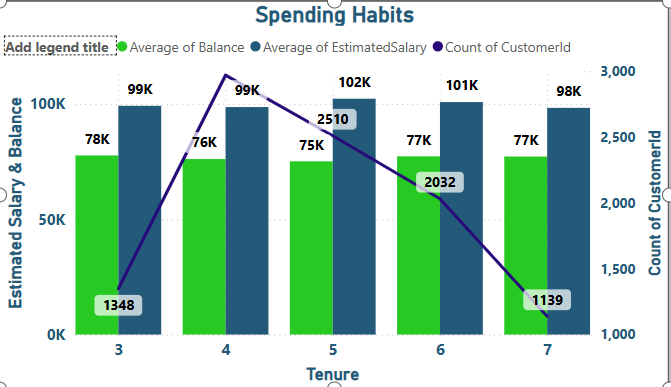 Spending Habits
Add legend title Average of Balance Average of EstimatedSalary Count of CustomerId
Estimated Salary & Balance
100K
50K
0K
78K
99K
76K
99K
75K
102K
77K
101K
77K
98K
1348
2510
2032
1139
3
4
5
6
7
Tenure
3,000
2,500
2,000
1,500
1,000
Count of CustomerId